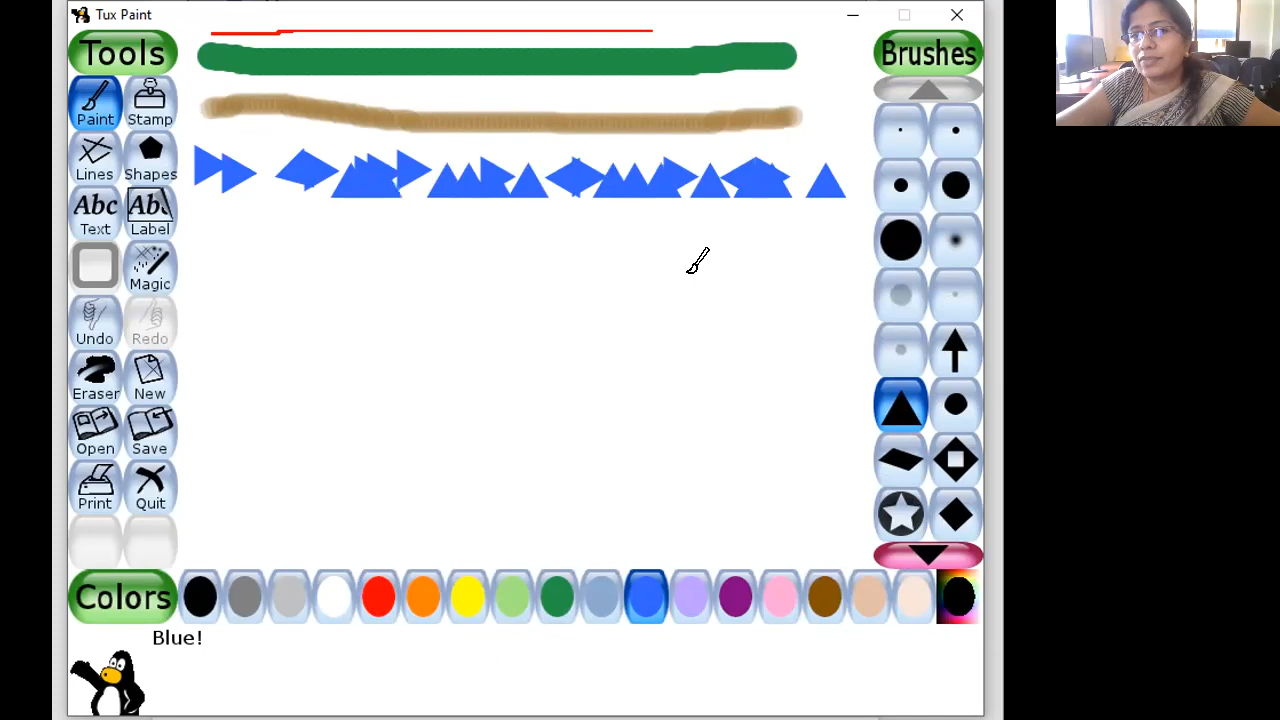 Tux Paint
Tools
Brushes
Paint Stamp
Lines Shapes
Abc Abc
Text Label
Magic
Undo Redo
Eraser New
Open Save
Print Quit
Colors
Blue!